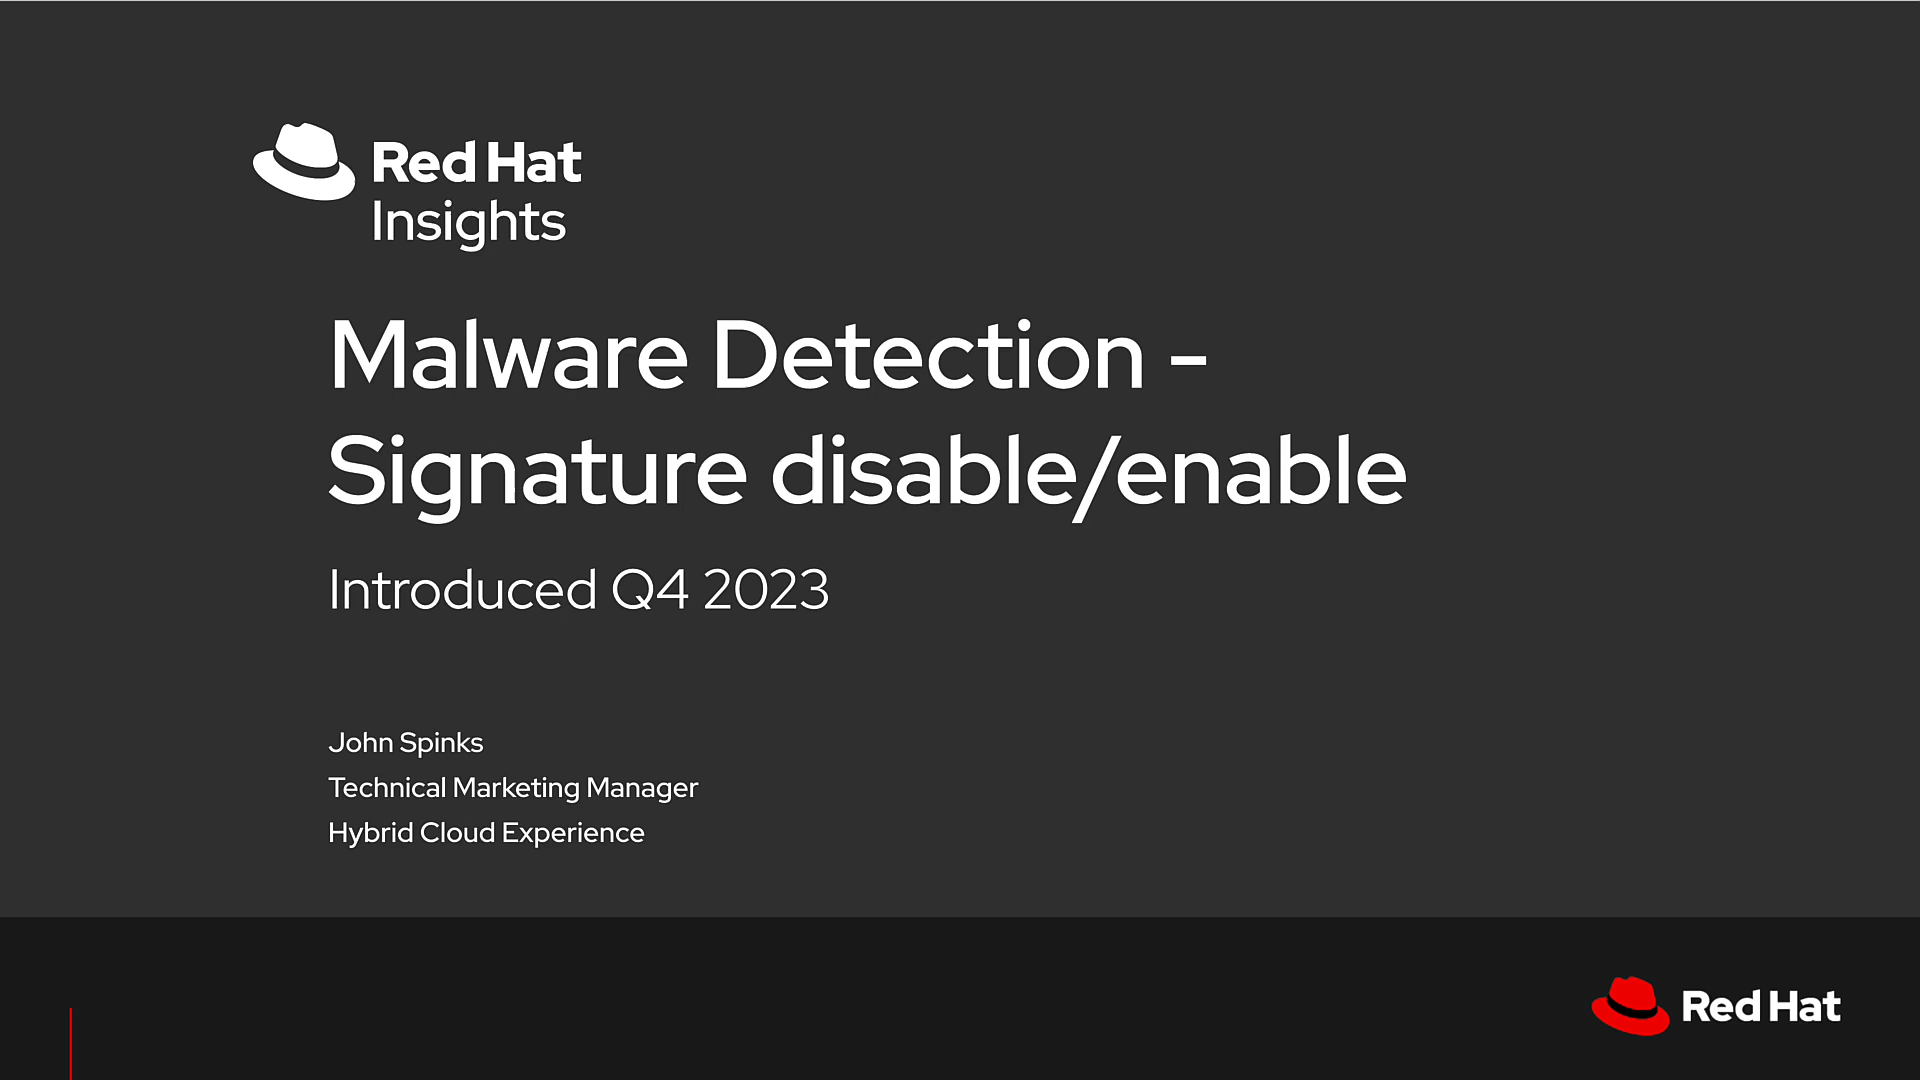 Red Hat
Insights
Malware Detection -
Signature disable/enable
Introduced Q4 2023
John Spinks
Technical Marketing Manager
Hybrid Cloud Experience
Red Hat